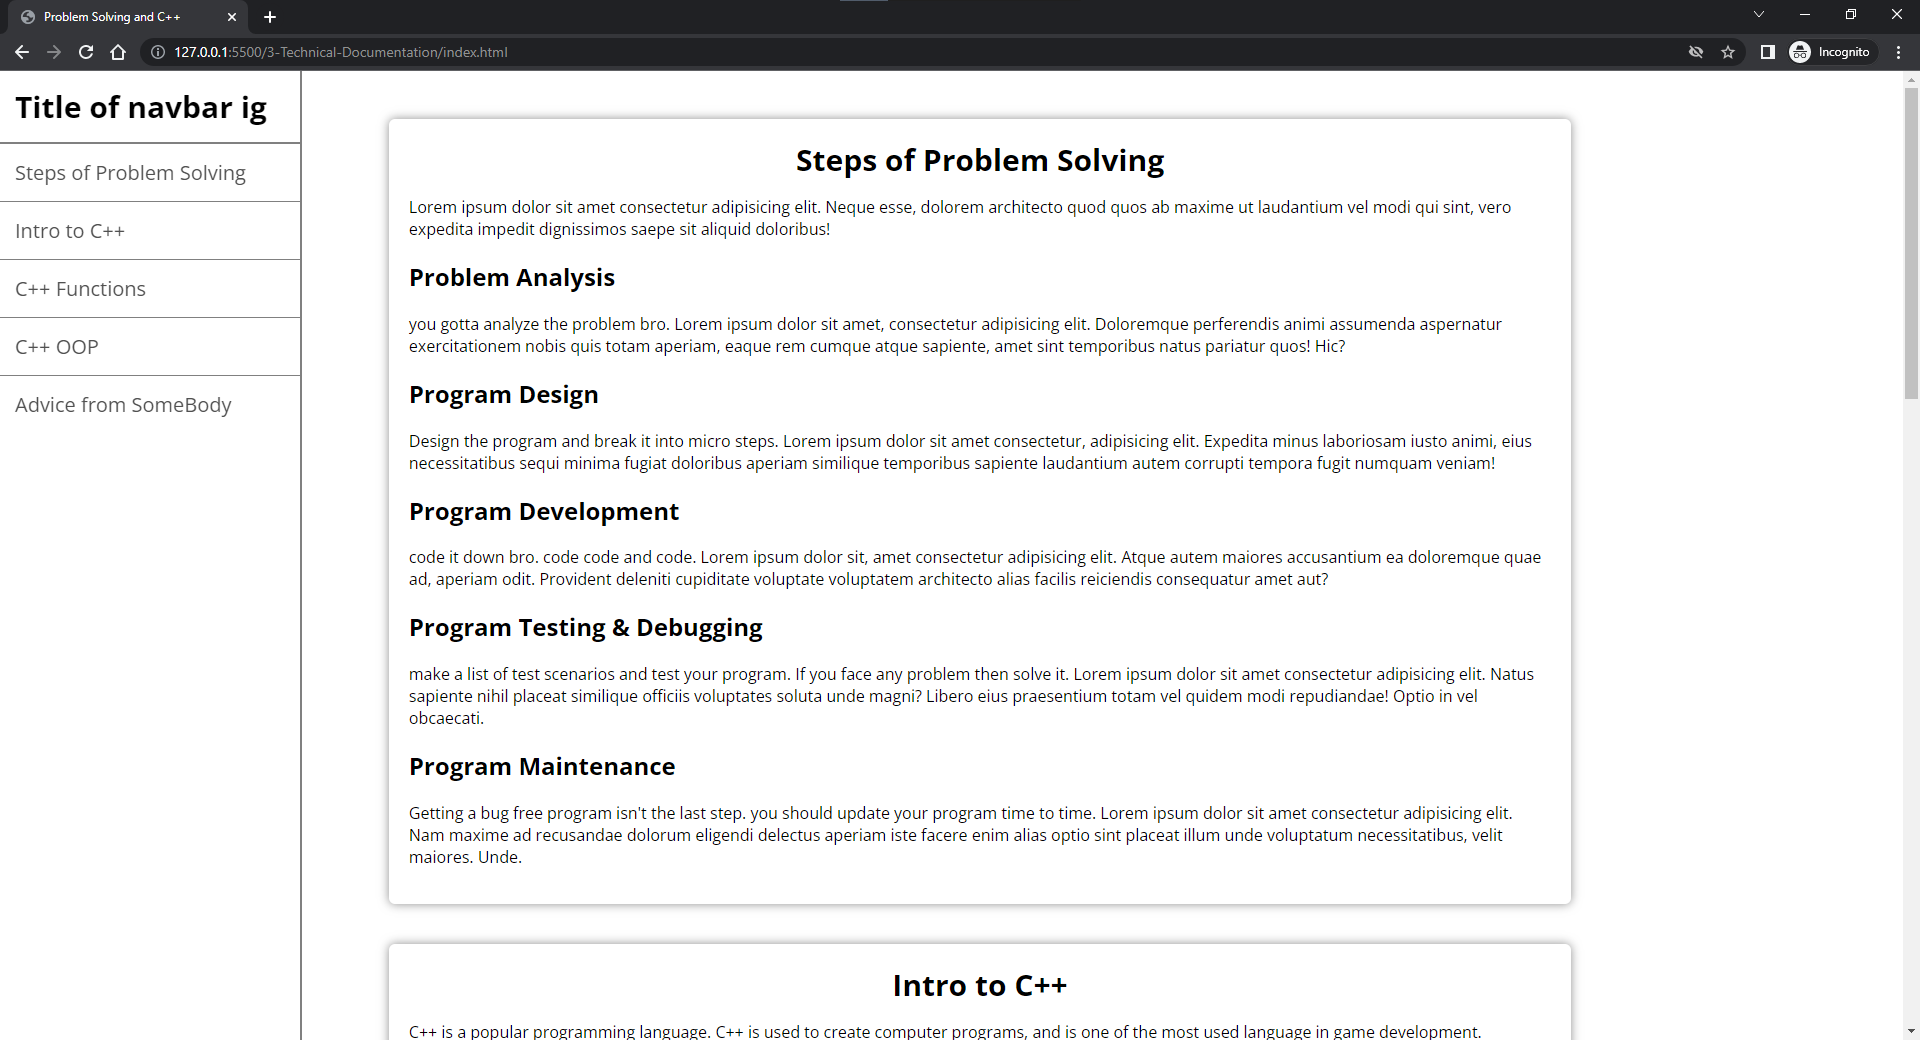 Problem Solving and C++
127.0.0.1:5500/3-Technical-Documentation/index.html
Incognito
Title of navbar ig
Steps of Problem Solving
Intro to C++
C++ Functions
C++ OOP
Advice from SomeBody
Steps of Problem Solving
Lorem ipsum dolor sit amet consectetur adipisicing elit. Neque esse, dolorem architecto quod quos ab maxime ut laudantium vel modi qui sint, vero
expedita impedit dignissimos saepe sit aliquid doloribus!
Problem Analysis
you gotta analyze the problem bro. Lorem ipsum dolor sit amet, consectetur adipisicing elit. Doloremque perferendis animi assumenda aspernatur
exercitationem nobis quis totam aperiam, eaque rem cumque atque sapiente, amet sint temporibus natus pariatur quos! Hic?
Program Design
Design the program and break it into micro steps. Lorem ipsum dolor sit amet consectetur, adipisicing elit. Expedita minus laboriosam iusto animi, eius
necessitatibus sequi minima fugiat doloribus aperiam similique temporibus sapiente laudantium autem corrupti tempora fugit numquam veniam!
Program Development
code it down bro. code code and code. Lorem ipsum dolor sit, amet consectetur adipisicing elit. Atque autem maiores accusantium ea doloremque quae
ad, aperiam odit. Provident deleniti cupiditate voluptate voluptatem architecto alias facilis reiciendis consequatur amet aut?
Program Testing & Debugging
make a list of test scenarios and test your program. If you face any problem then solve it. Lorem ipsum dolor sit amet consectetur adipisicing elit. Natus
sapiente nihil placeat similique officiis voluptates soluta unde magni? Libero eius praesentium totam vel quidem modi repudiandae! Optio in vel
obcaecati.
Program Maintenance
Getting a bug free program isn't the last step. you should update your program time to time. Lorem ipsum dolor sit amet consectetur adipisicing elit.
Nam maxime ad recusandae dolorum eligendi delectus aperiam iste facere enim alias optio sint placeat illum unde voluptatum necessitatibus, velit
maiores. Unde.
Intro to C++
C++ is a popular programming language. C++ is used to create computer programs, and is one of the most used language in game development.